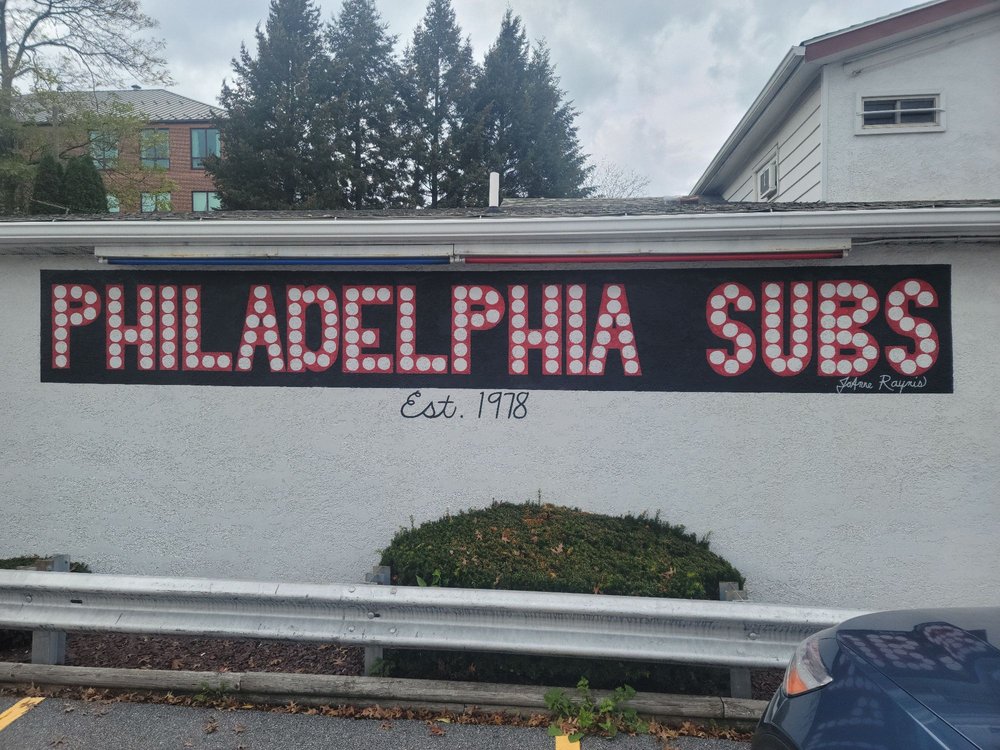 PHILADELPHIA SUBS
JoAnne Raynis
Est. 1978